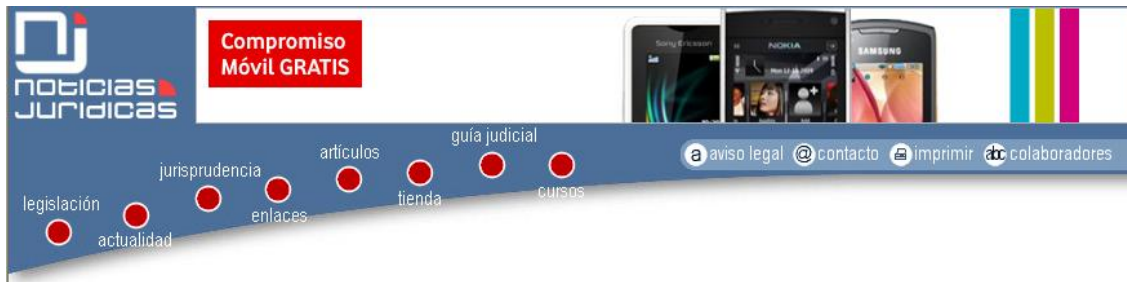 noticias
JURIDICAS
Compromiso
Móvil GRATIS
Sony Ericsson
NOKIA
SAMSUNG
legislación
actualidad
jurisprudencia
enlaces
artículos
tienda
guía judicial
cursos
a aviso legal @ contacto imprimir abc colaboradores